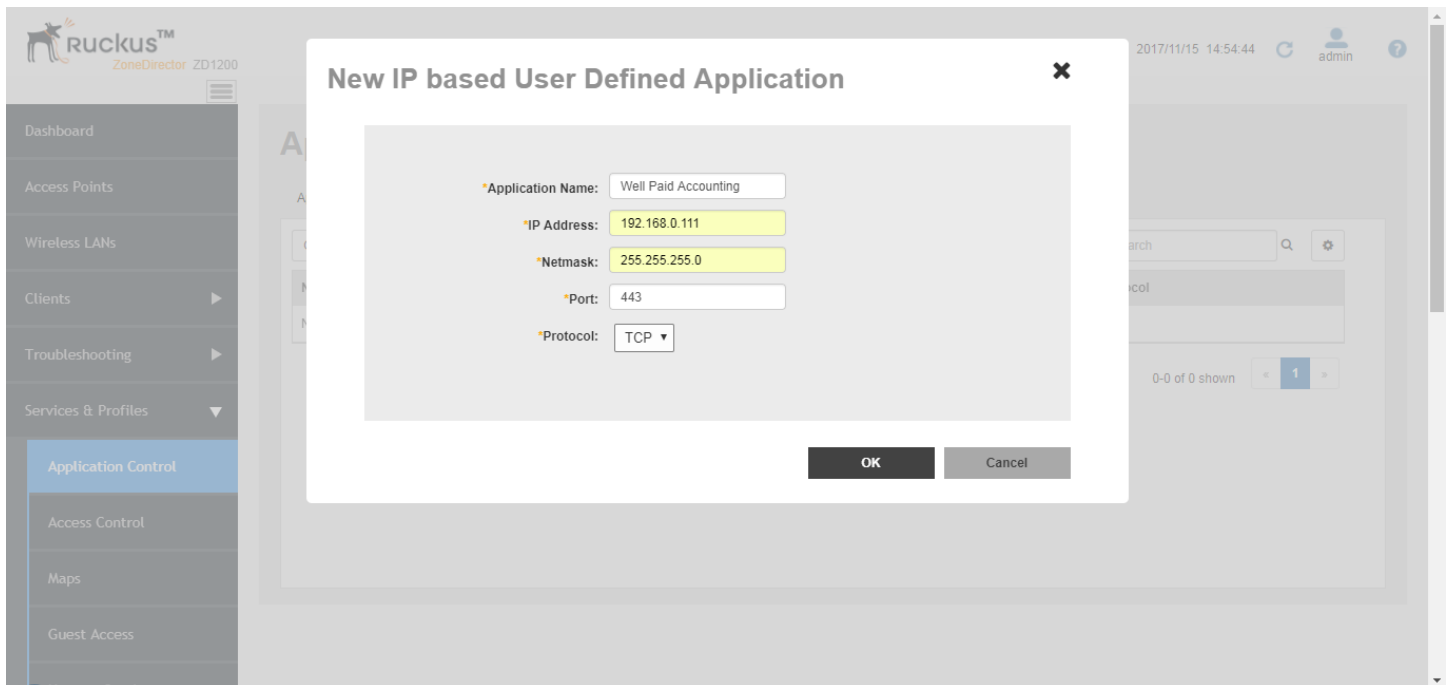 RUCKUS™
ZoneDirector ZD1200
2017/11/15 14:54:44
admin
Dashboard
Access Points
Wireless LANs
Clients
Troubleshooting
Services & Profiles
Application Control
Access Control
Maps
Guest Access
New IP based User Defined Application
*Application Name: Well Paid Accounting
*IP Address: 192.168.0.111
*Netmask: 255.255.255.0
*Port: 443
*Protocol: TCP
OK
Cancel
0-0 of 0 shown
« 1 »